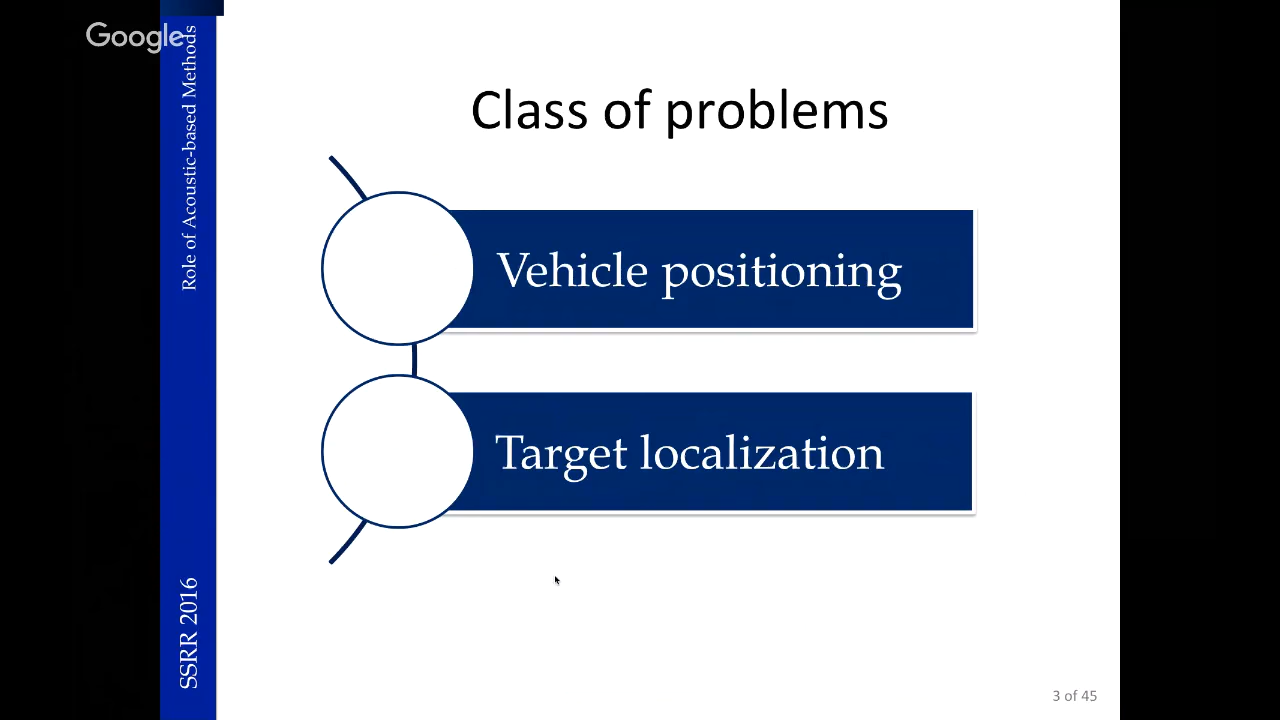 Google
Role of Acoustic-based Methods
SSRR 2016
Class of problems
Vehicle positioning
Target localization
3 of 45